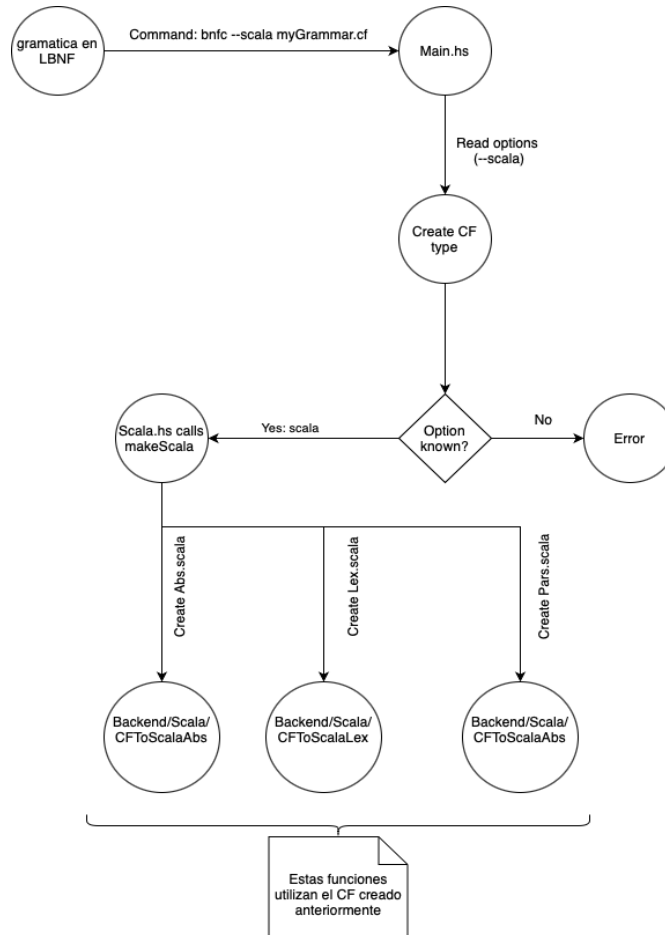 gramatica en
LBNF
Command: bnfc --scala myGrammar.cf
Main.hs
Read options
(--scala)
Create CF
type
Scala.hs calls
makeScala
Yes: scala
Option
known?
No
Error
Create Abs.scala
Create Lex.scala
Create Pars.scala
Backend/Scala/
CFToScalaAbs
Backend/Scala/
CFToScalaLex
Backend/Scala/
CFToScalaAbs
Estas funciones
utilizan el CF creado
anteriormente